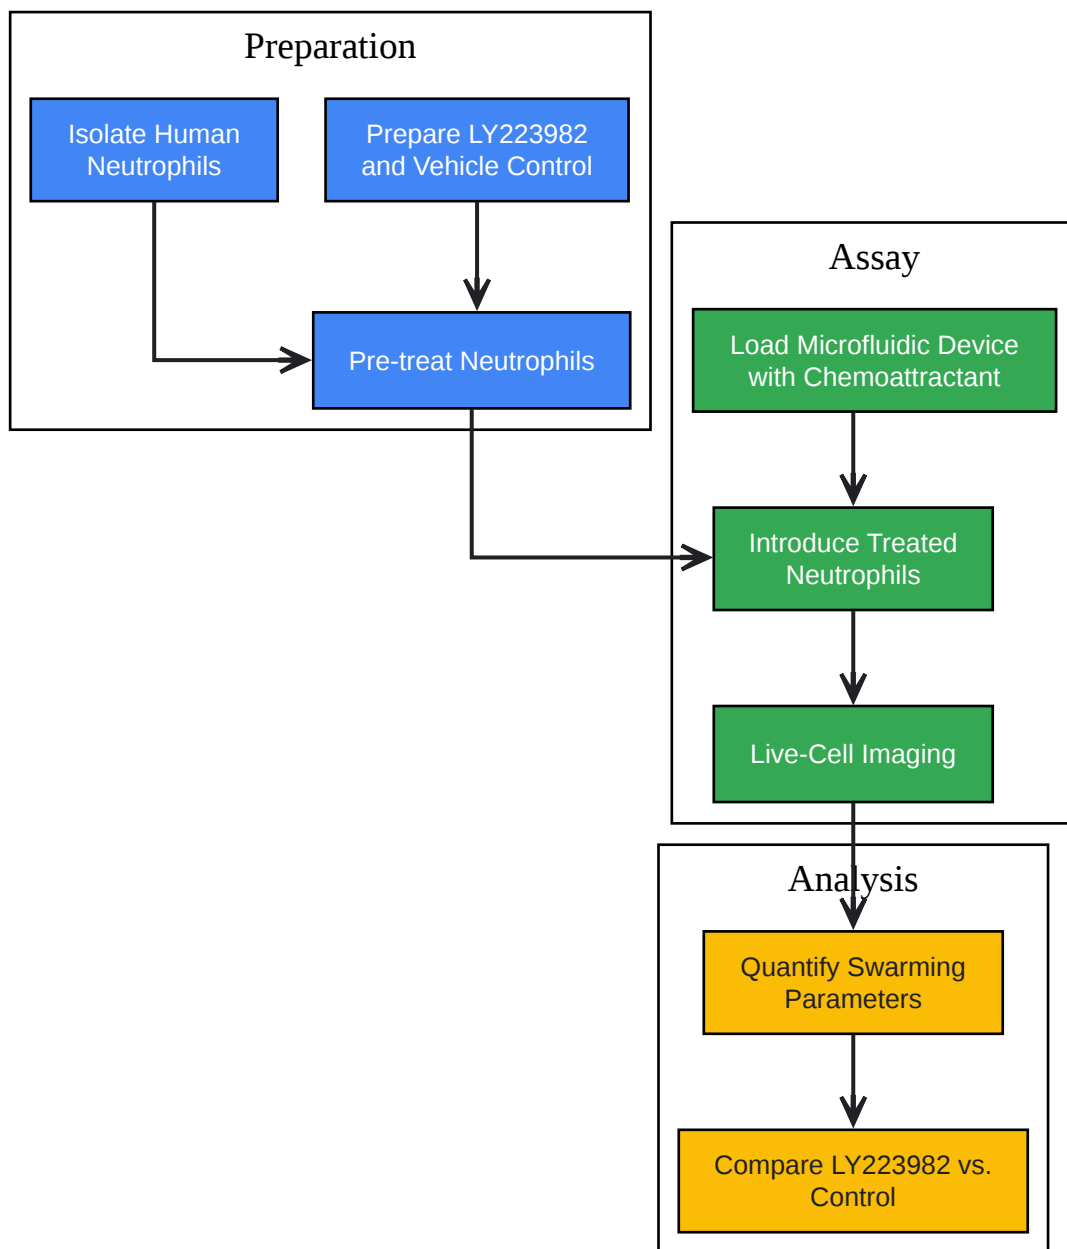 Preparation
Isolate Human
Neutrophils
Prepare LY223982
and Vehicle Control
Pre-treat Neutrophils
Assay
Load Microfluidic Device
with Chemoattractant
Introduce Treated
Neutrophils
Live-Cell Imaging
Analysis
Quantify Swarming
Parameters
Compare LY223982 vs.
Control